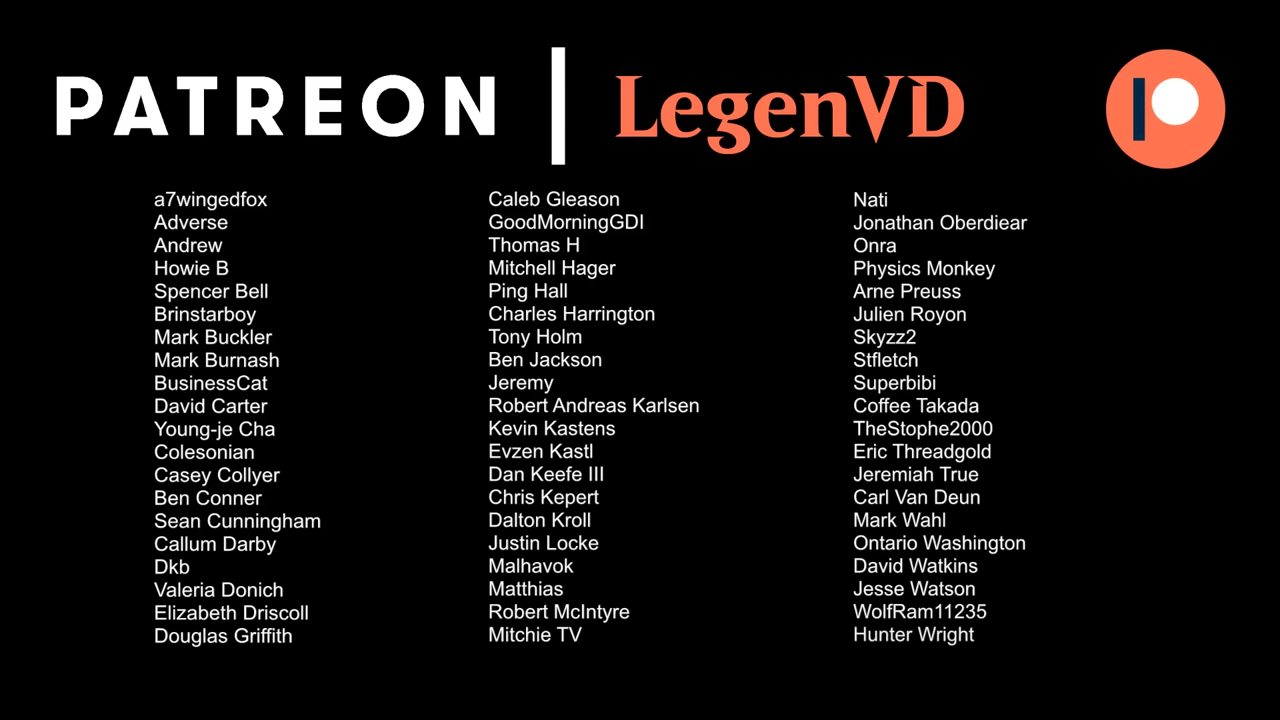 PATREON | LegenVD
a7wingedfox
Adverse
Andrew
Howie B
Spencer Bell
Brinstarboy
Mark Buckler
Mark Burnash
BusinessCat
David Carter
Young-je Cha
Colesonian
Casey Collyer
Ben Conner
Sean Cunningham
Callum Darby
Dkb
Valeria Donich
Elizabeth Driscoll
Douglas Griffith
Caleb Gleason
GoodMorningGDI
Thomas H
Mitchell Hager
Ping Hall
Charles Harrington
Tony Holm
Ben Jackson
Jeremy
Robert Andreas Karlsen
Kevin Kastens
Evzen Kastl
Dan Keefe III
Chris Kepert
Dalton Kroll
Justin Locke
Malhavok
Matthias
Robert McIntyre
Mitchie TV
Nati
Jonathan Oberdiear
Onra
Physics Monkey
Arne Preuss
Julien Royon
Skyzz2
Stfletch
Superbibi
Coffee Takada
TheStophe2000
Eric Threadgold
Jeremiah True
Carl Van Deun
Mark Wahl
Ontario Washington
David Watkins
Jesse Watson
WolfRam11235
Hunter Wright